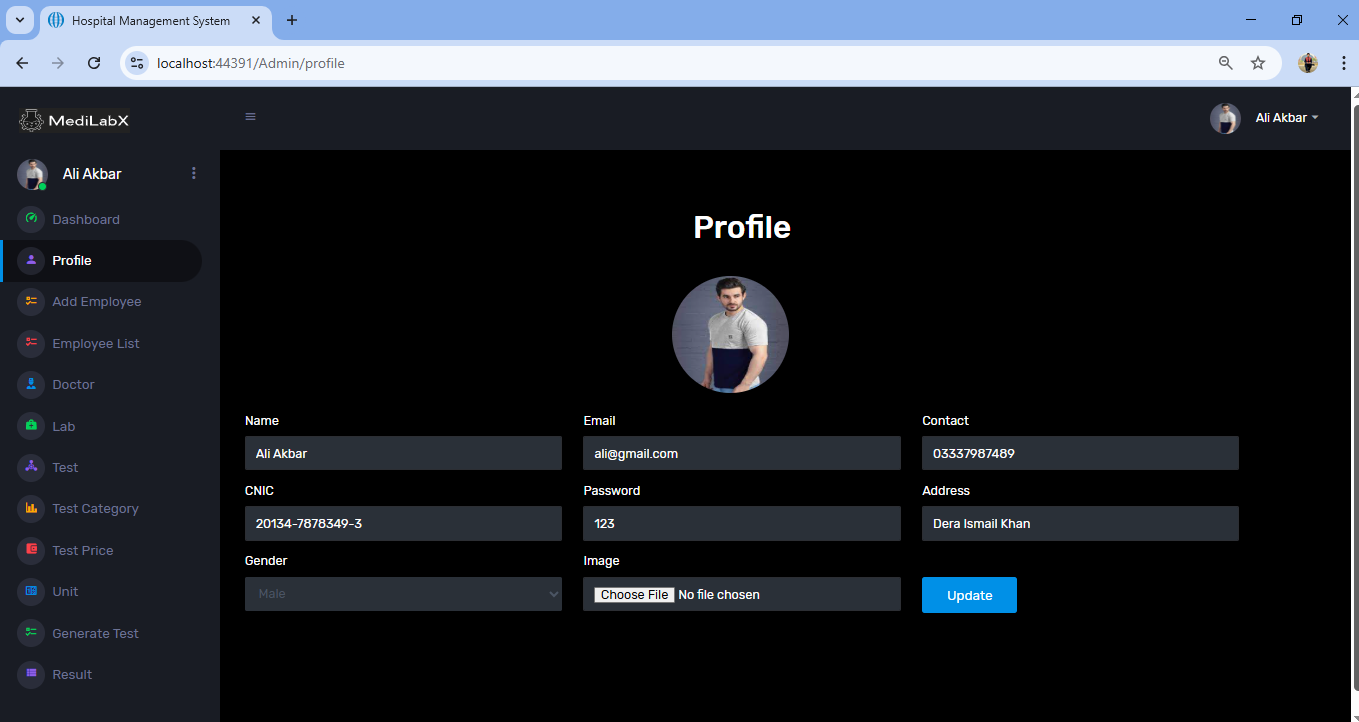 Hospital Management System
localhost:44391/Admin/profile
MediLabX
Ali Akbar
Ali Akbar
Dashboard
Profile
Add Employee
Employee List
Doctor
Lab
Test
Test Category
Test Price
Unit
Generate Test
Result
Profile
Name Email Contact
Ali Akbar ali@gmail.com 03337987489
CNIC Password Address
20134-7878349-3 123 Dera Ismail Khan
Gender Image
Male Choose File No file chosen Update